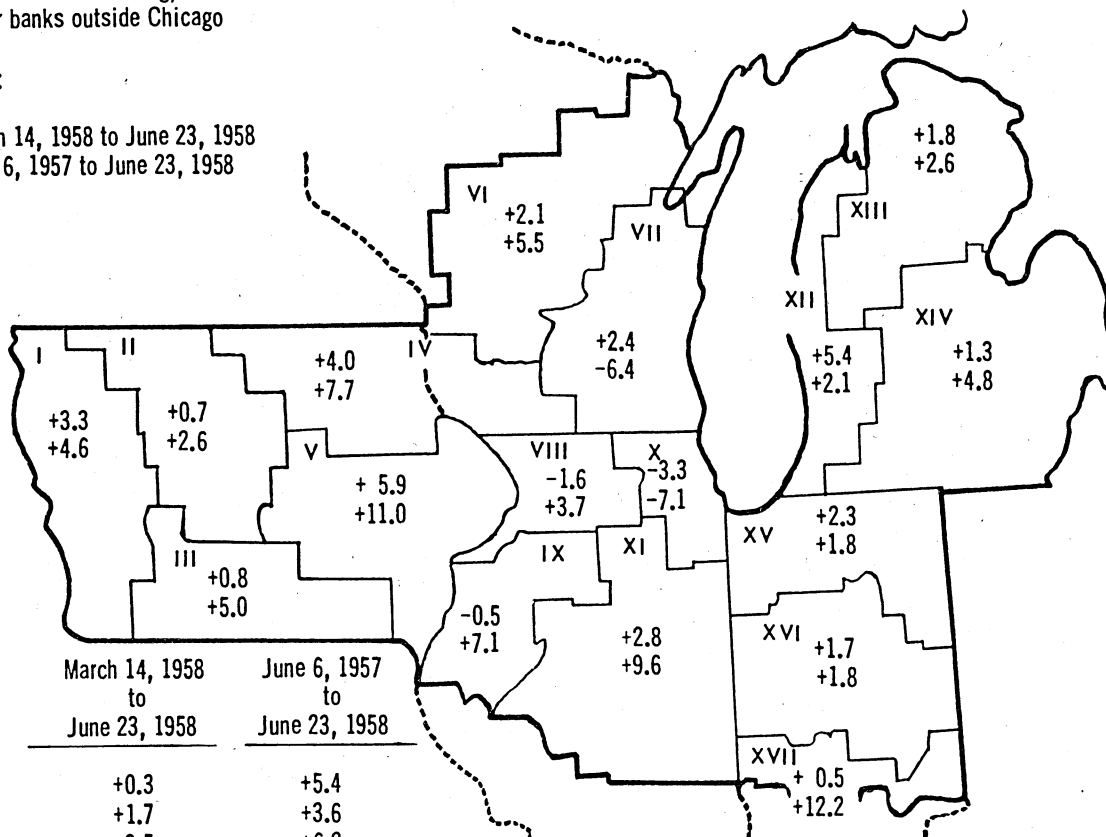 banks outside Chicago
14, 1958 to June 23, 1958
6, 1957 to June 23, 1958
+1.8
+2.6
XIII
VI
+2.1
+5.5
VII
XII
XIV
I
II
IV
+4.0
+7.7
+2.4
-6.4
+5.4
+2.1
+1.3
+4.8
+3.3
+4.6
+0.7
+2.6
V
+ 5.9
+11.0
VIII
-1.6
+3.7
X
-3.3
-7.1
XV
+2.3
+1.8
III
+0.8
+5.0
IX
XI
-0.5
+7.1
+2.8
+9.6
XVI
+1.7
+1.8
XVII
+ 0.5
+12.2
March 14, 1958 June 6, 1957
to to
June 23, 1958 June 23, 1958
+0.3 +5.4
+1.7 +3.6